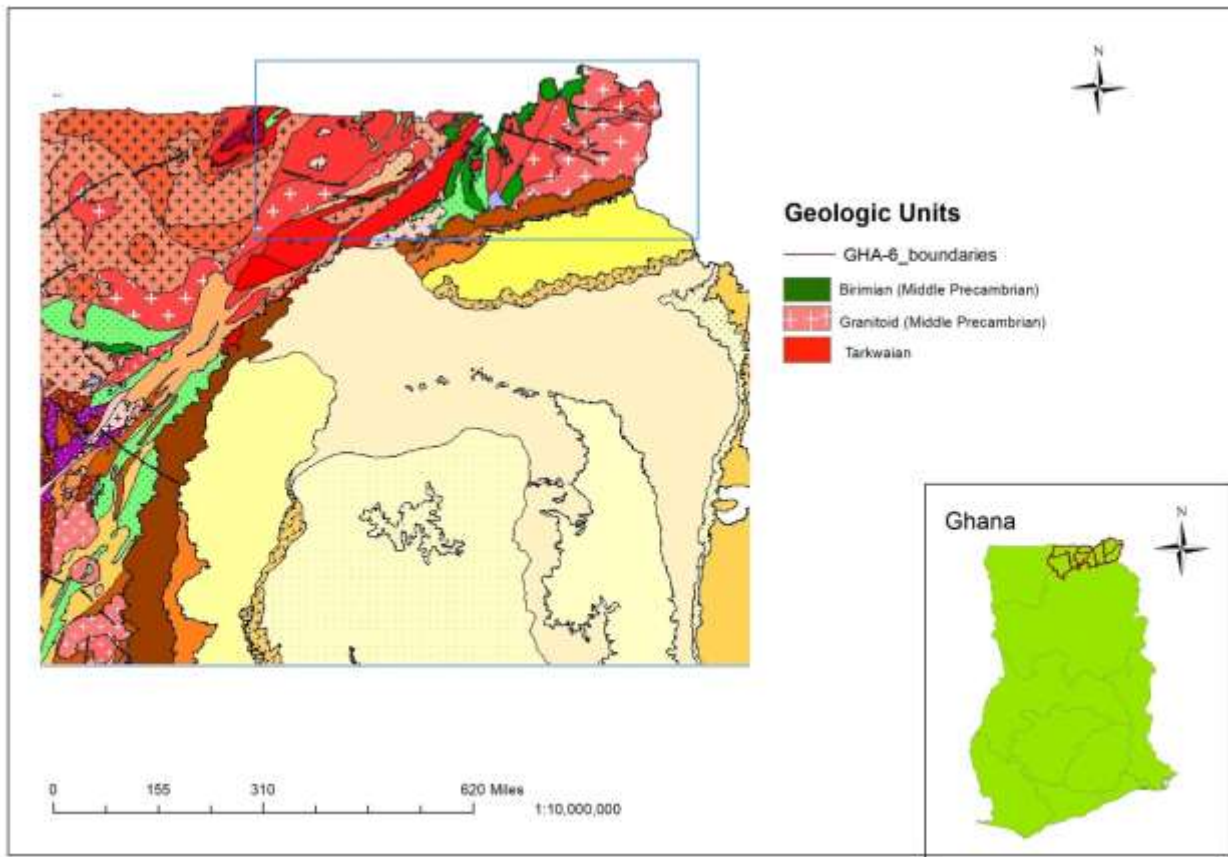 N
Geologic Units
GHA-6_boundaries
Birimian (Middle Precambrian)
Granitoid (Middle Precambrian)
Tarkwaian
Ghana
N
0 155 310 620 Miles
1:10,000,000